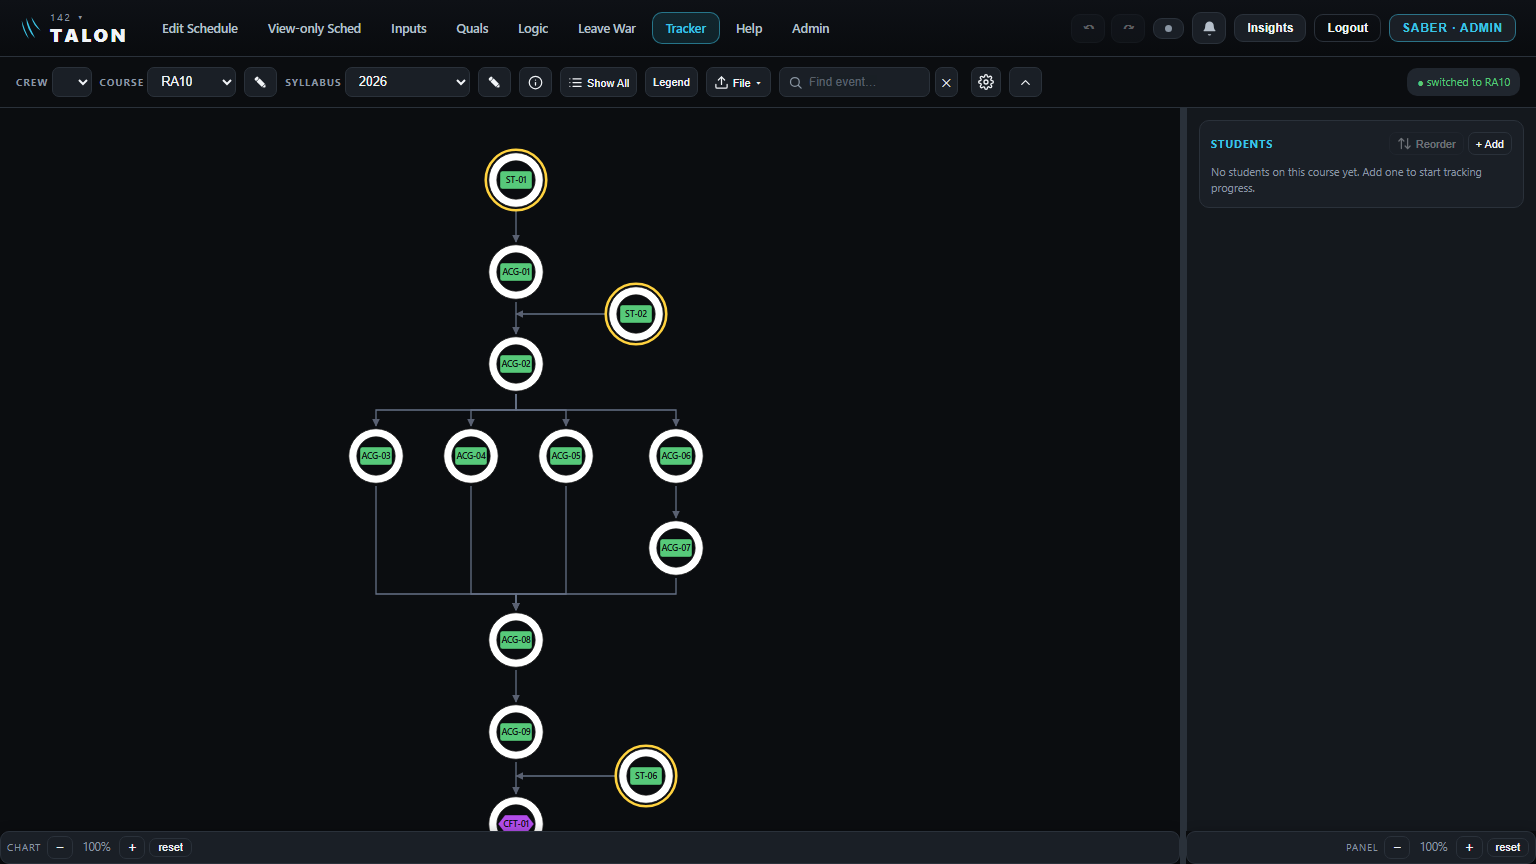 142
TALON
Edit Schedule
View-only Sched
Inputs
Quals
Logic
Leave War
Tracker
Help
Admin
Insights
Logout
SABER · ADMIN
CREW
COURSE
RA10
SYLLABUS
2026
Show All
Legend
File
Find event...
switched to RA10
ST-01
ACG-01
ST-02
ACG-02
ACG-03
ACG-04
ACG-05
ACG-06
ACG-07
ACG-08
ACG-09
ST-06
CFT-01
STUDENTS
Reorder
+ Add
No students on this course yet. Add one to start tracking
progress.
CHART
−
100%
+
reset
PANEL
−
100%
+
reset